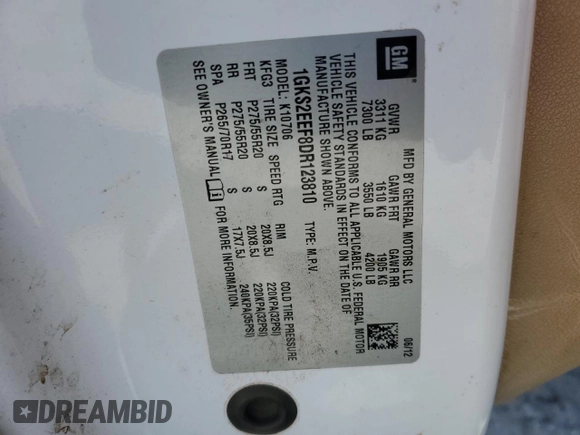 GM
MFD BY GENERAL MOTORS LLC
06/12
GVWR GAWR FRT GAWR RR
3311 KG 1610 KG 1905 KG
7300 LB 3550 LB 4200 LB
THIS VEHICLE CONFORMS TO ALL APPLICABLE U.S. FEDERAL MOTOR
VEHICLE SAFETY STANDARDS IN EFFECT ON THE DATE OF
MANUFACTURE SHOWN ABOVE.
1GKS2EEF8DR123810 TYPE: M.P.V.
MODEL: K10706
KFG3 TIRE SIZE SPEED RTG RIM COLD TIRE PRESSURE
FRT P275/55R20 S 20X8.5J 220KPA(32PSI)
RR P275/55R20 S 20X8.5J 220KPA(32PSI)
SPA P265/70R17 S 17X7.5J 240KPA(35PSI)
SEE OWNER'S MANUAL i FOR MORE INFORMATION.
DREAMBID